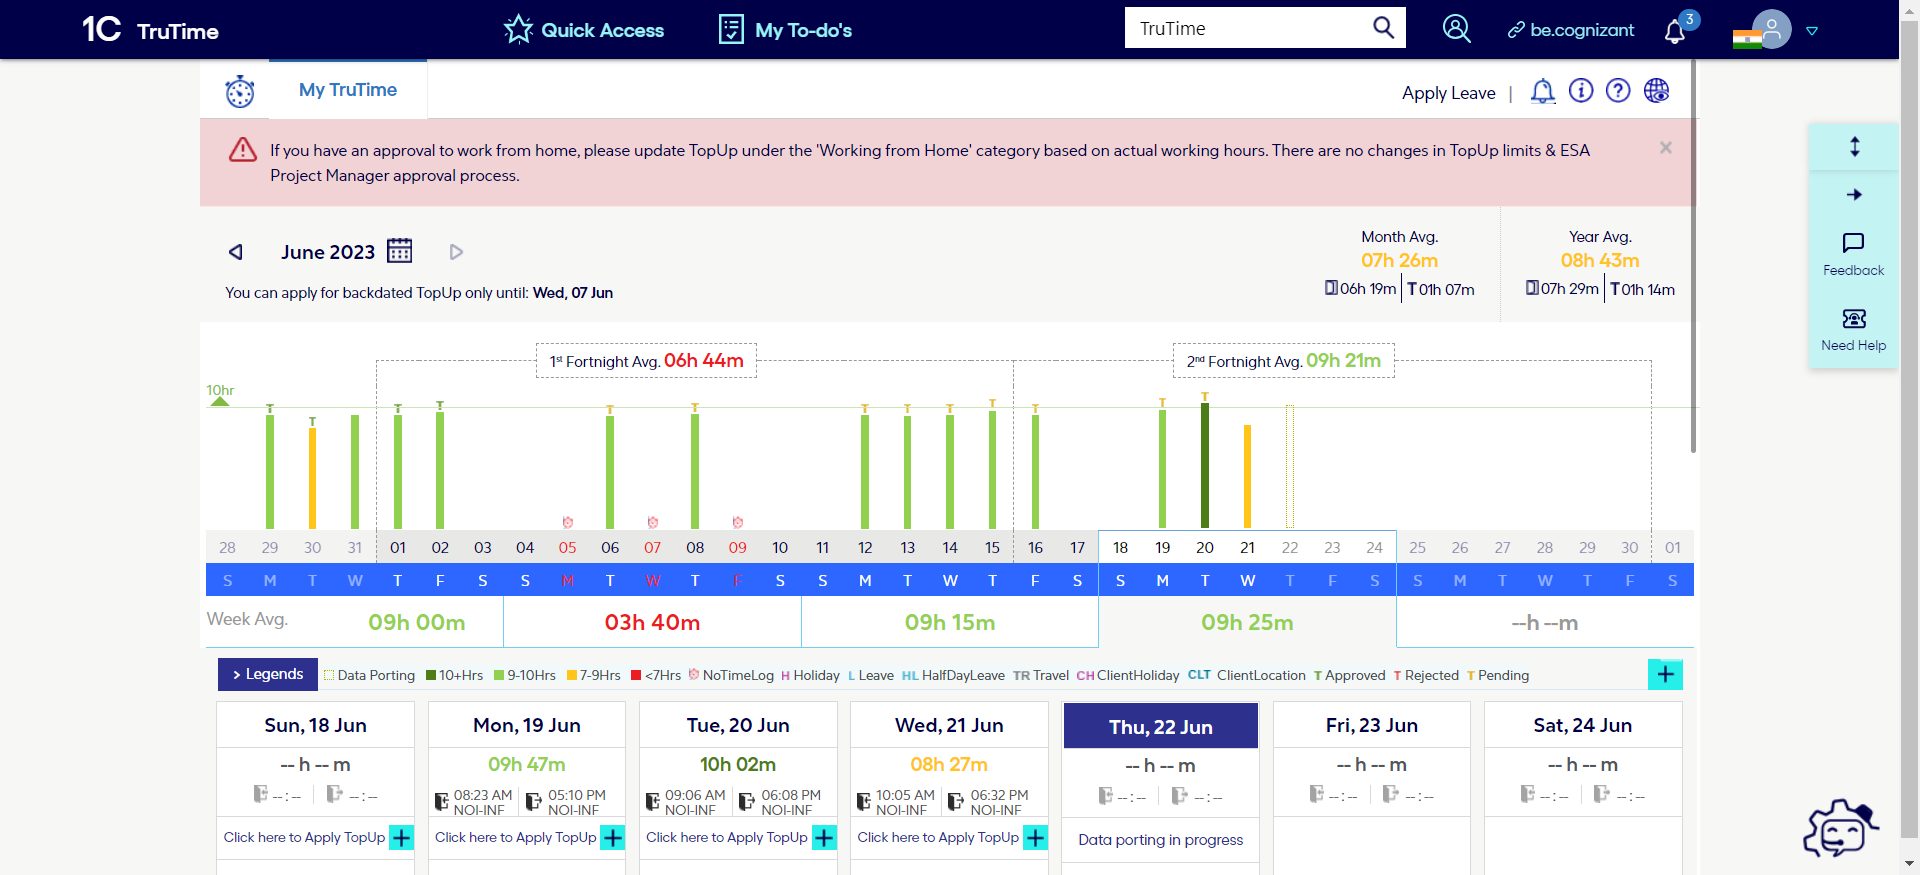 1C TruTime
Quick Access
My To-do's
TruTime
be.cognizant
3
My TruTime
Apply Leave |
If you have an approval to work from home, please update TopUp under the 'Working from Home' category based on actual working hours. There are no changes in TopUp limits & ESA
Project Manager approval process.
×
June 2023
You can apply for backdated TopUp only until: Wed, 07 Jun
Month Avg.
07h 26m
06h 19m T 01h 07m
Year Avg.
08h 43m
07h 29m T 01h 14m
Feedback
Need Help
1st Fortnight Avg. 06h 44m
2nd Fortnight Avg. 09h 21m
10hr
T T T T T T T T T T T T T T
28 29 30 31 01 02 03 04 05 06 07 08 09 10 11 12 13 14 15 16 17 18 19 20 21 22 23 24 25 26 27 28 29 30 01
S M T W T F S S M T W T F S S M T W T F S S M T W T F S S M T W T F S
Week Avg. 09h 00m 03h 40m 09h 15m 09h 25m --h --m
> Legends Data Porting 10+Hrs 9-10Hrs 7-9Hrs <7Hrs NoTimeLog H Holiday L Leave HL HalfDayLeave TR Travel CH ClientHoliday CLT ClientLocation T Approved T Rejected T Pending +
Sun, 18 Jun
-- h -- m
--:-- --:--
Click here to Apply TopUp +
Mon, 19 Jun
09h 47m
08:23 AM 05:10 PM
NOI-INF NOI-INF
Click here to Apply TopUp +
Tue, 20 Jun
10h 02m
09:06 AM 06:08 PM
NOI-INF NOI-INF
Click here to Apply TopUp +
Wed, 21 Jun
08h 27m
10:05 AM 06:32 PM
NOI-INF NOI-INF
Click here to Apply TopUp +
Thu, 22 Jun
-- h -- m
--:-- --:--
Data porting in progress
Fri, 23 Jun
-- h -- m
--:-- --:--
Sat, 24 Jun
-- h -- m
--:-- --:--